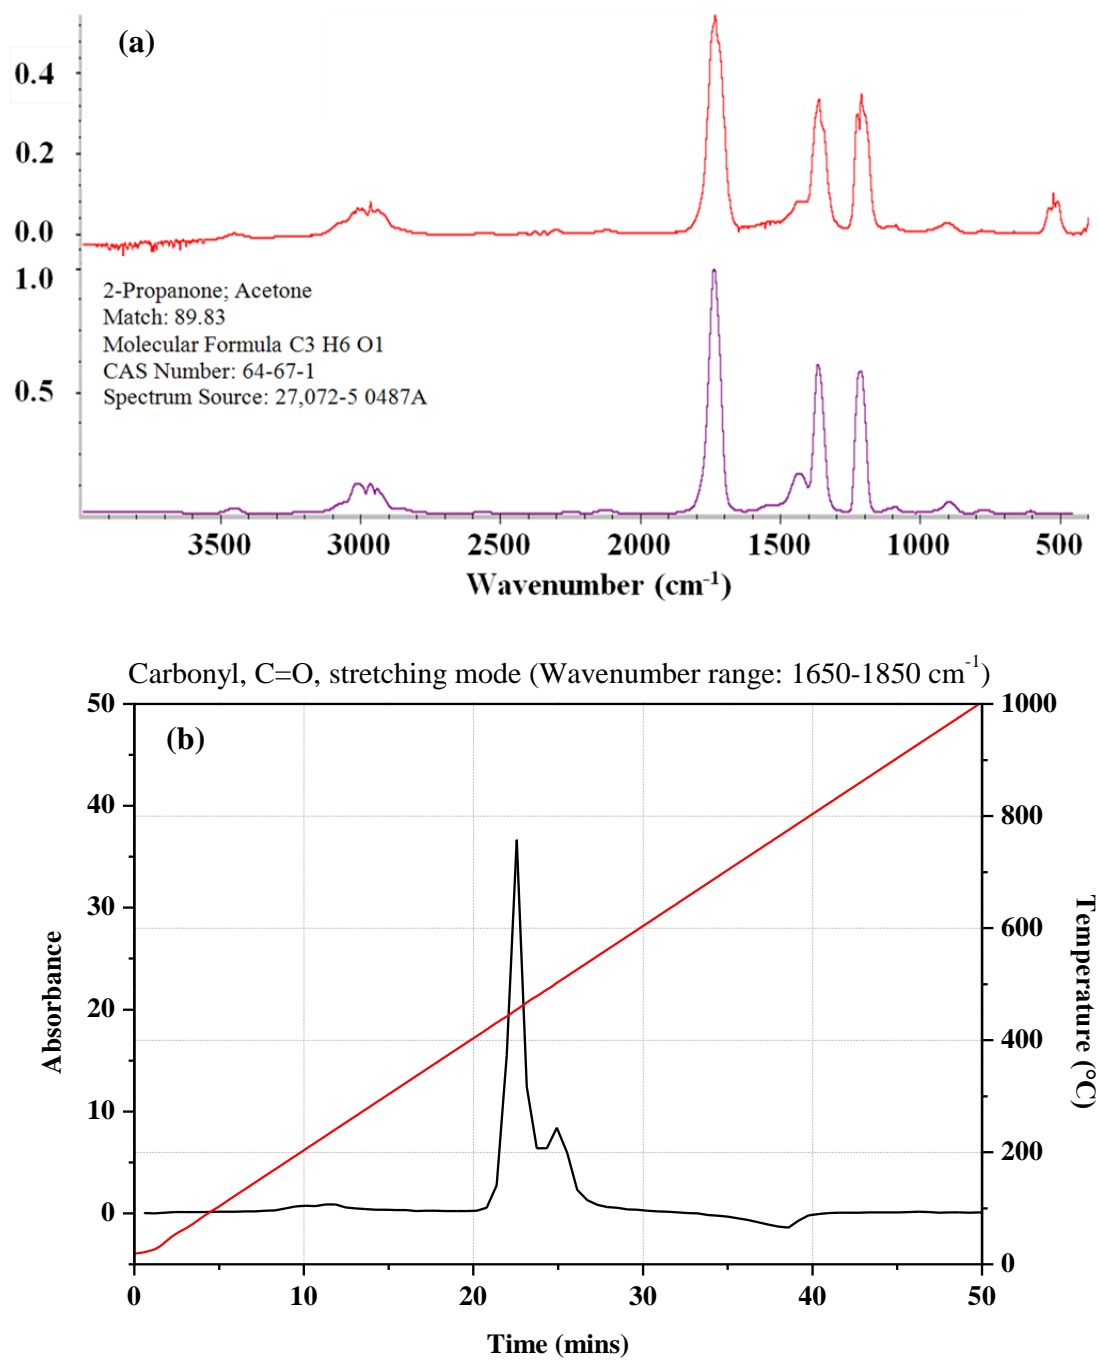 (a)
0.4
0.2
0.0
1.0
0.5
2-Propanone; Acetone
Match: 89.83
Molecular Formula C3 H6 O1
CAS Number: 64-67-1
Spectrum Source: 27,072-5 0487A
3500 3000 2500 2000 1500 1000 500
Wavenumber (cm-1)
Carbonyl, C=O, stretching mode (Wavenumber range: 1650-1850 cm-1)
(b)
50
40
30
20
10
0
Absorbance
1000
800
600
400
200
0
Temperature (°C)
0 10 20 30 40 50
Time (mins)